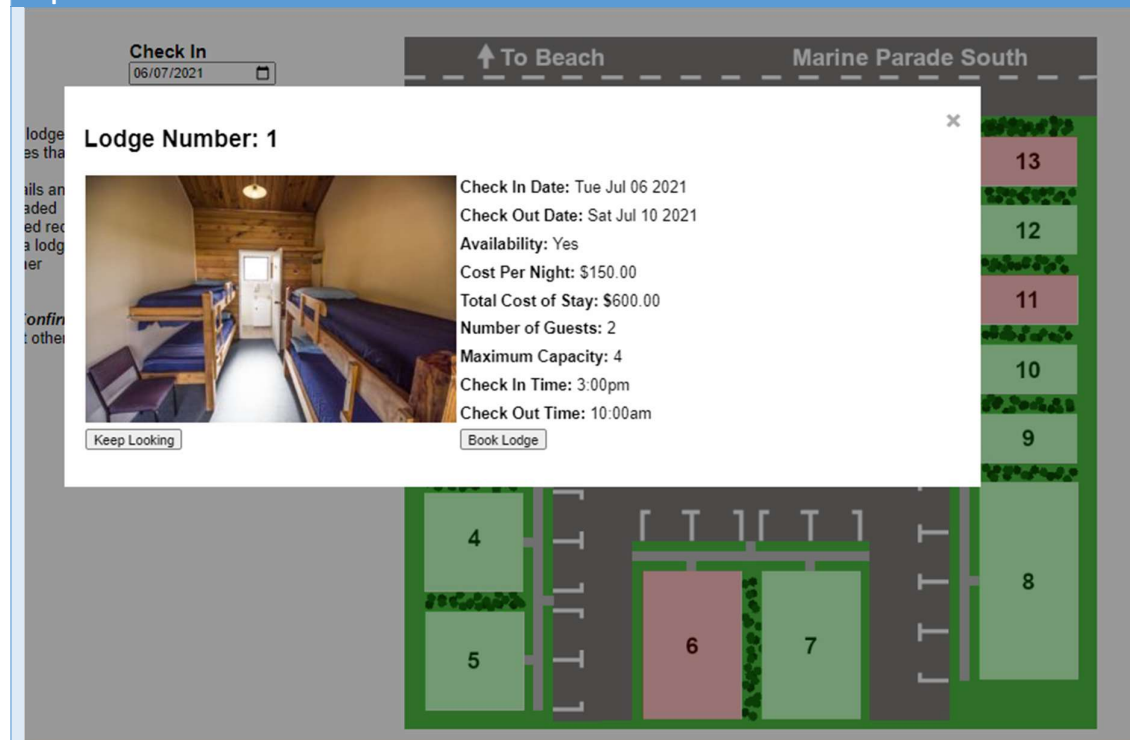 Check In
06/07/2021
To Beach
Marine Parade South
×
Lodge Number: 1
Check In Date: Tue Jul 06 2021
Check Out Date: Sat Jul 10 2021
Availability: Yes
Cost Per Night: $150.00
Total Cost of Stay: $600.00
Number of Guests: 2
Maximum Capacity: 4
Check In Time: 3:00pm
Check Out Time: 10:00am
Keep Looking
Book Lodge
lodge
a lodg
other
13
12
11
10
9
8
4
5
6
7